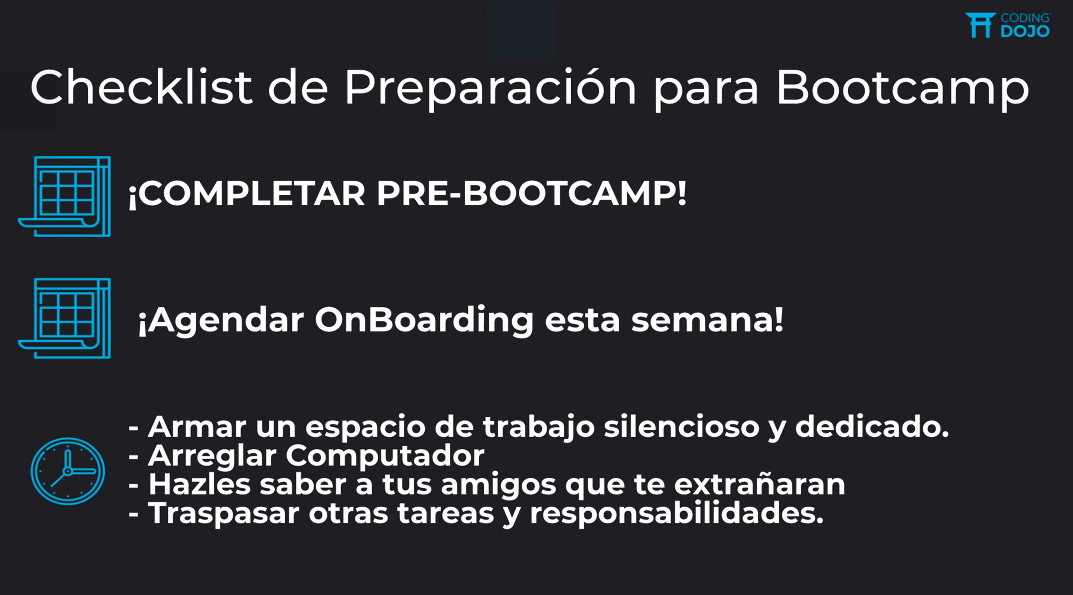 CODING
DOJO
Checklist de Preparación para Bootcamp
¡COMPLETAR PRE-BOOTCAMP!
¡Agendar OnBoarding esta semana!
- Armar un espacio de trabajo silencioso y dedicado.
- Arreglar Computador
- Hazles saber a tus amigos que te extrañaran
- Traspasar otras tareas y responsabilidades.